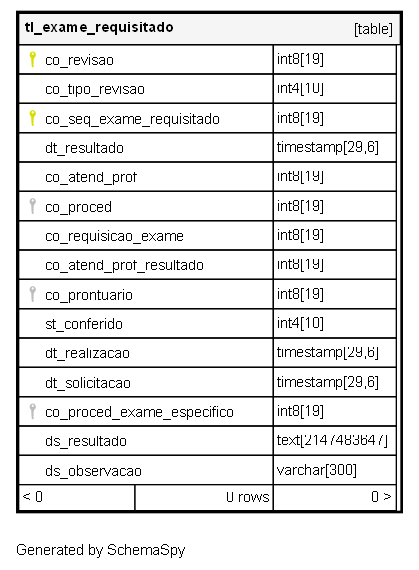 tl_exame_requisitado [table]
co_revisao int8[19]
co_tipo_revisao int4[10]
co_seq_exame_requisitado int8[19]
dt_resultado timestamp[29,6]
co_atend_prof int8[19]
co_proced int8[19]
co_requisicao_exame int8[19]
co_atend_prof_resultado int8[19]
co_prontuario int8[19]
st_conferido int4[10]
dt_realizacao timestamp[29,6]
dt_solicitacao timestamp[29,6]
co_proced_exame_especifico int8[19]
ds_resultado text[2147483647]
ds_observacao varchar[300]
< 0 0 rows 0 >
Generated by SchemaSpy